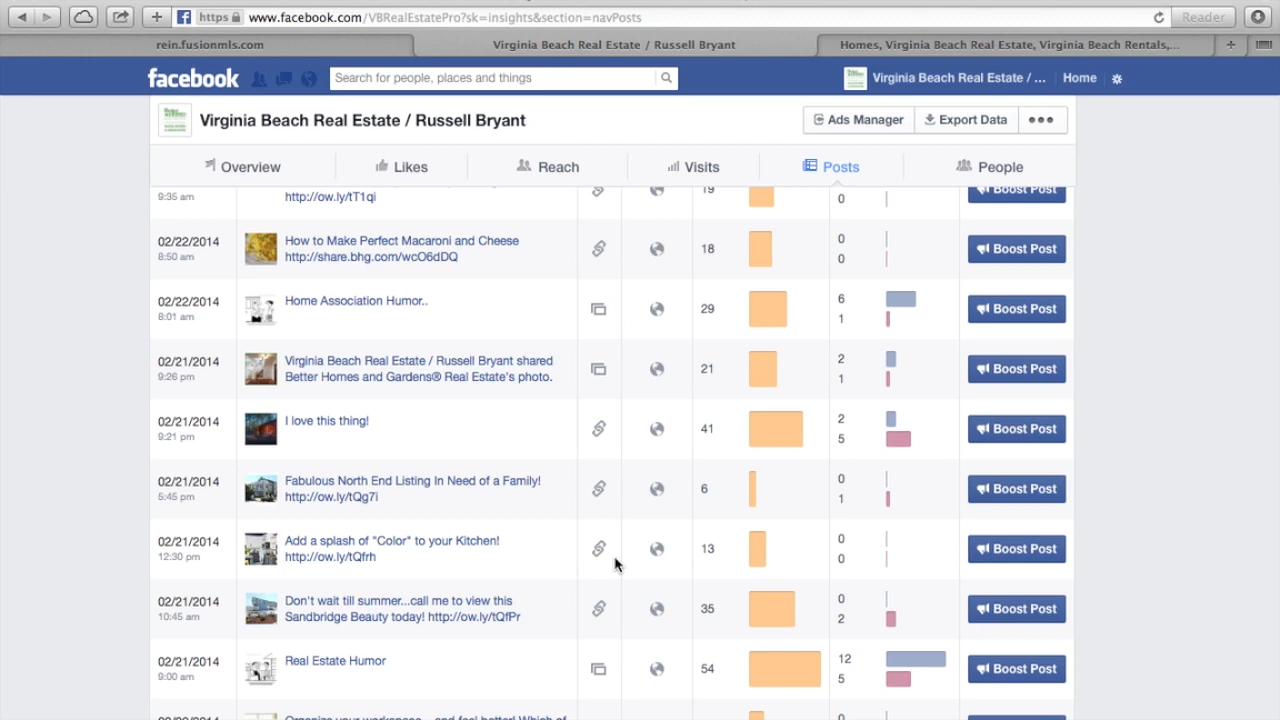 www.facebook.com/VBRealEstatePro?sk=insights&section=navPosts
https
Reader
rein.fusionmls.com
Virginia Beach Real Estate / Russell Bryant
Homes, Virginia Beach Real Estate, Virginia Beach Rentals,...
facebook
Search for people, places and things
Virginia Beach Real Estate / ...
Home
Virginia Beach Real Estate / Russell Bryant
Ads Manager
Export Data
Overview
Likes
Reach
Visits
Posts
People
9:35 am
http://ow.ly/tT1qi
19
0
Boost Post
02/22/2014
8:50 am
How to Make Perfect Macaroni and Cheese
http://share.bhg.com/wcO6dDQ
18
0
0
Boost Post
02/22/2014
8:01 am
Home Association Humor..
29
6
1
Boost Post
02/21/2014
9:26 pm
Virginia Beach Real Estate / Russell Bryant shared
Better Homes and Gardens® Real Estate's photo.
21
2
1
Boost Post
02/21/2014
9:21 pm
I love this thing!
41
2
5
Boost Post
02/21/2014
5:45 pm
Fabulous North End Listing In Need of a Family!
http://ow.ly/tQg7i
6
0
1
Boost Post
02/21/2014
12:30 pm
Add a splash of "Color" to your Kitchen!
http://ow.ly/tQfrh
13
0
0
Boost Post
02/21/2014
10:45 am
Don't wait till summer...call me to view this
Sandbridge Beauty today! http://ow.ly/tQfPr
35
0
2
Boost Post
02/21/2014
9:00 am
Real Estate Humor
54
12
5
Boost Post
Organize your workspace... and feel better! Which of